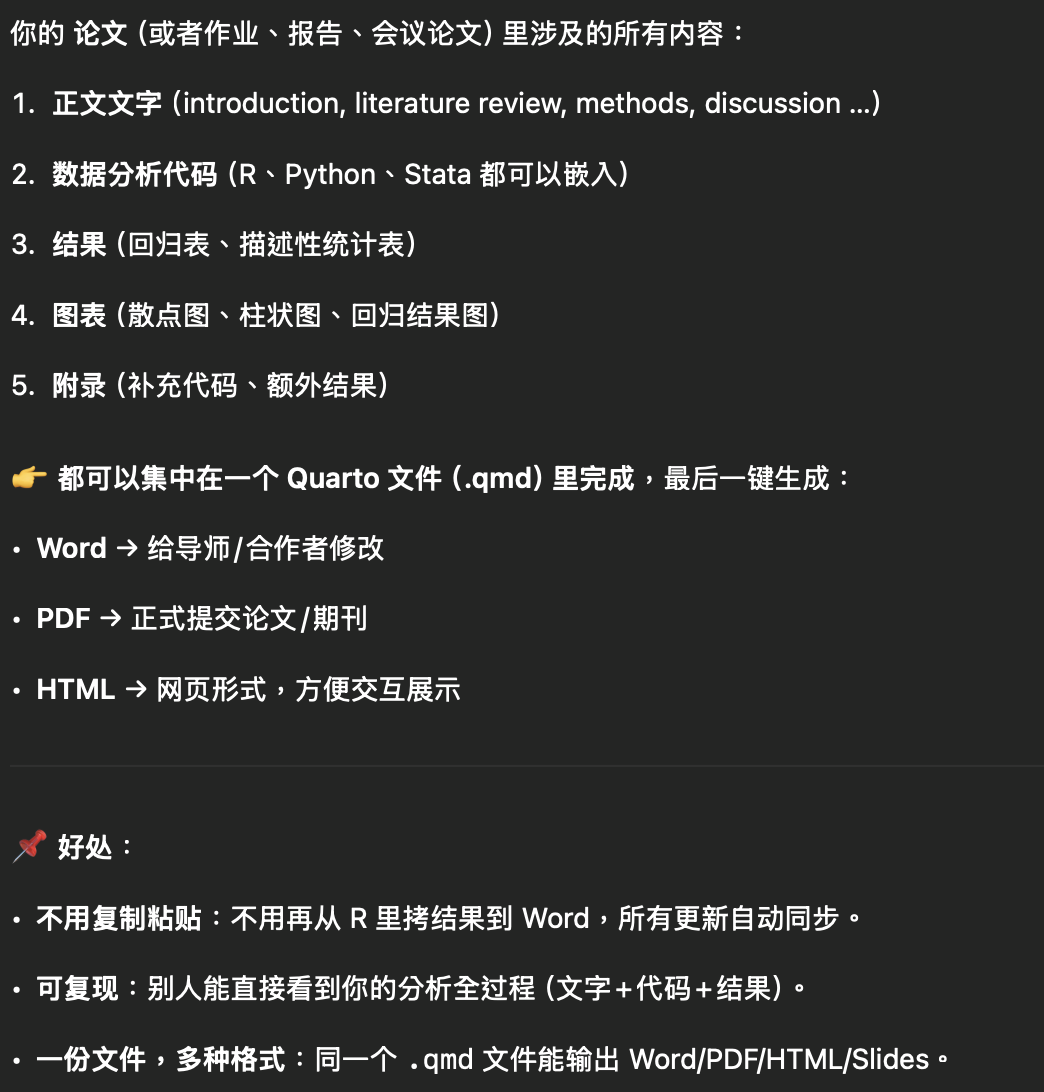 你的 论文 (或者作业、报告、会议论文) 里涉及的所有内容：
1. 正文文字 (introduction, literature review, methods, discussion ...)
2. 数据分析代码 (R、Python、Stata 都可以嵌入)
3. 结果 (回归表、描述性统计表)
4. 图表 (散点图、柱状图、回归结果图)
5. 附录 (补充代码、额外结果)
👉 都可以集中在一个 Quarto 文件 (.qmd) 里完成，最后一键生成：
• Word → 给导师/合作者修改
• PDF → 正式提交论文/期刊
• HTML → 网页形式，方便交互展示
📌 好处：
• 不用复制粘贴：不用再从 R 里拷结果到 Word，所有更新自动同步。
• 可复现：别人能直接看到你的分析全过程 (文字+代码+结果)。
• 一份文件，多种格式：同一个 .qmd 文件能输出 Word/PDF/HTML/Slides。